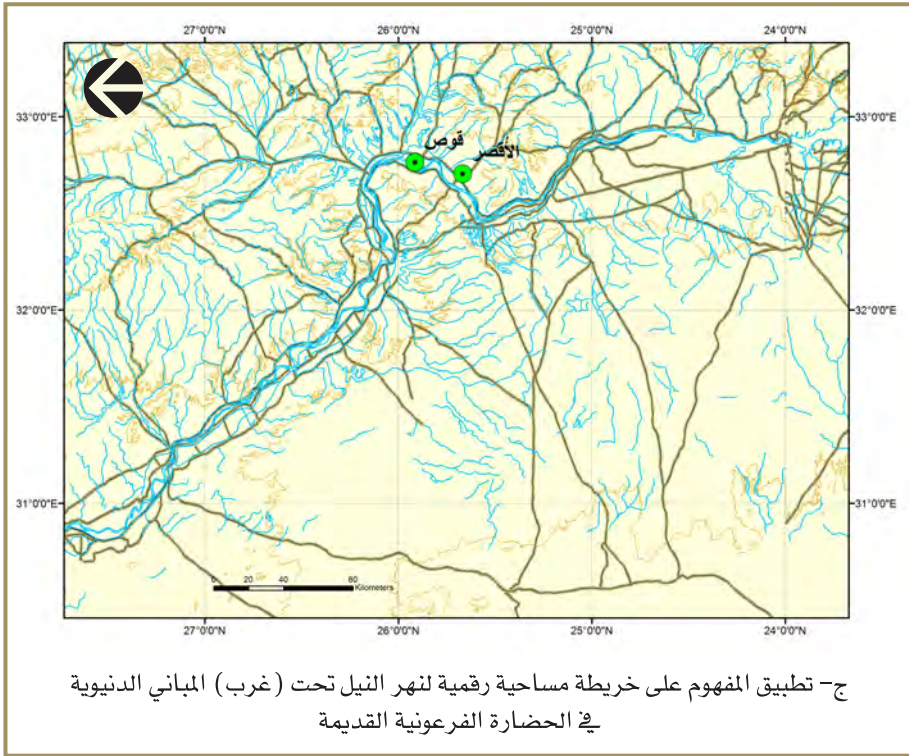 27°0'0"N 26°0'0"N 25°0'0"N 24°0'0"N
33°0'0"E 33°0'0"E
قوص
الأقصر
32°0'0"E 32°0'0"E
31°0'0"E 31°0'0"E
0 20 40 80
Kilometers
27°0'0"N 26°0'0"N 25°0'0"N 24°0'0"N
ج- تطبيق المفهوم على خريطة مساحية رقمية لنهر النيل تحت (غرب) المباني الدنيوية
في الحضارة الفرعونية القديمة